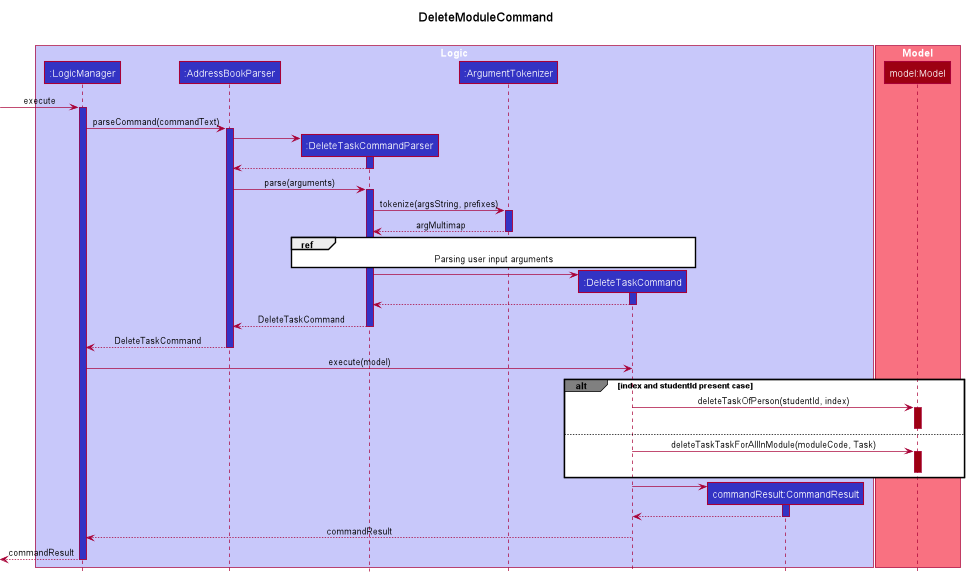 DeleteModuleCommand
Logic
Model
:LogicManager
:AddressBookParser
:ArgumentTokenizer
model:Model
execute
parseCommand(commandText)
:DeleteTaskCommandParser
parse(arguments)
tokenize(argsString, prefixes)
argMultimap
ref
Parsing user input arguments
:DeleteTaskCommand
DeleteTaskCommand
DeleteTaskCommand
execute(model)
alt
[index and studentId present case]
deleteTaskOfPerson(studentId, index)
deleteTaskTaskForAllInModule(moduleCode, Task)
commandResult:CommandResult
commandResult
commandResult